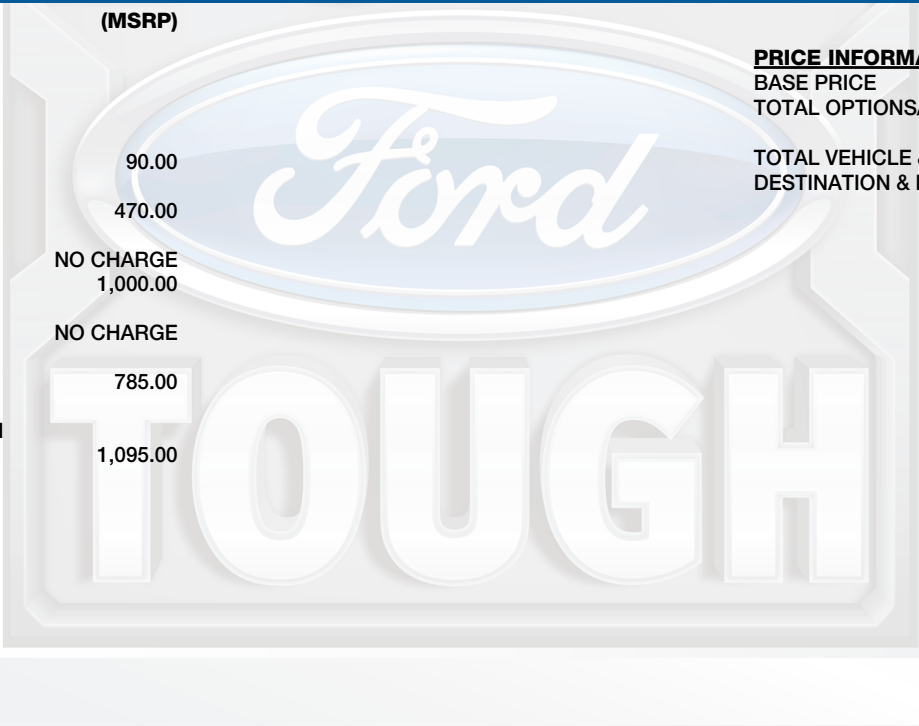 (MSRP)
90.00
470.00
NO CHARGE
1,000.00
NO CHARGE
785.00
1,095.00
PRICE INFORMA
BASE PRICE
TOTAL OPTIONS
TOTAL VEHICLE
DESTINATION &
Ford
TOUGH